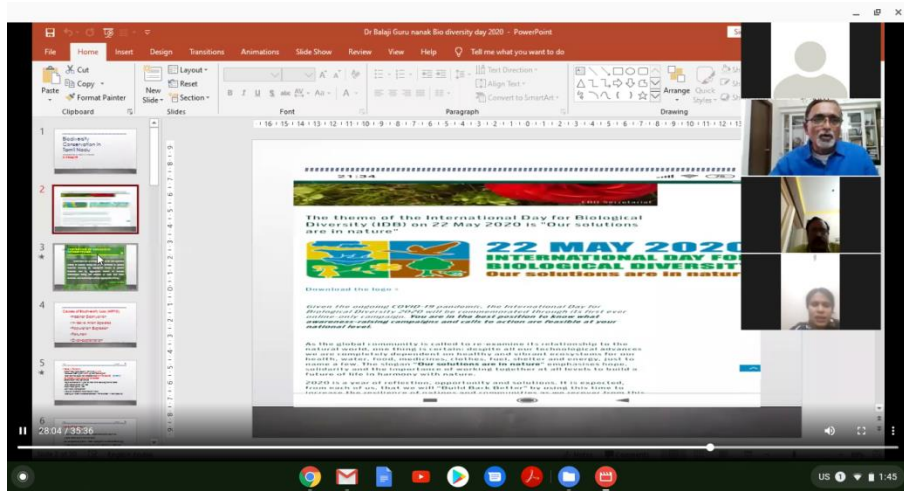 Dr Balaji Guru nanak Bio diversity day 2020 - PowerPoint
File Home Insert Design Transitions Animations Slide Show Review View Help Tell me what you want to do
Cut
Copy
Format Painter
Paste
Clipboard
New Slide
Layout
Reset
Section
Slides
Font
Text Direction
Align Text
Convert to SmartArt
Paragraph
Arrange
Quick Styles
Drawing
1
Biodiversity
Conservation in
Tamil Nadu
2
3
4
5
6
21:34
CBD Secretariat
The theme of the International Day for Biological
Diversity (IDB) on 22 May 2020 is "Our solutions
are in nature"
22 MAY 2020
INTERNATIONAL DAY FOR
BIOLOGICAL DIVERSIT
Our solutions are in natur
Download the logo
Given the ongoing COVID-19 pandemic, the International Day for
Biological Diversity 2020 will be commemorated through its first ever
online-only campaign. You are in the best position to know what
awareness-raising campaigns and calls to action are feasible at your
national level.
As the global community is called to re-examine its relationship to the
natural world, one thing is certain: despite all our technological advances
we are completely dependent on healthy and vibrant ecosystems for our
health, water, food, medicines, clothes, fuel, shelter and energy, just to
name a few. The slogan "Our solutions are in nature" emphasizes hope,
solidarity and the importance of working together at all levels to build a
future of life in harmony with nature.
2020 is a year of reflection, opportunity and solutions. It is expected,
from each of us, that we will "Build Back Better" by using this time to
increase the resilience of nations and communities as we recover from this
28:04 / 35:36
US 1 1:45